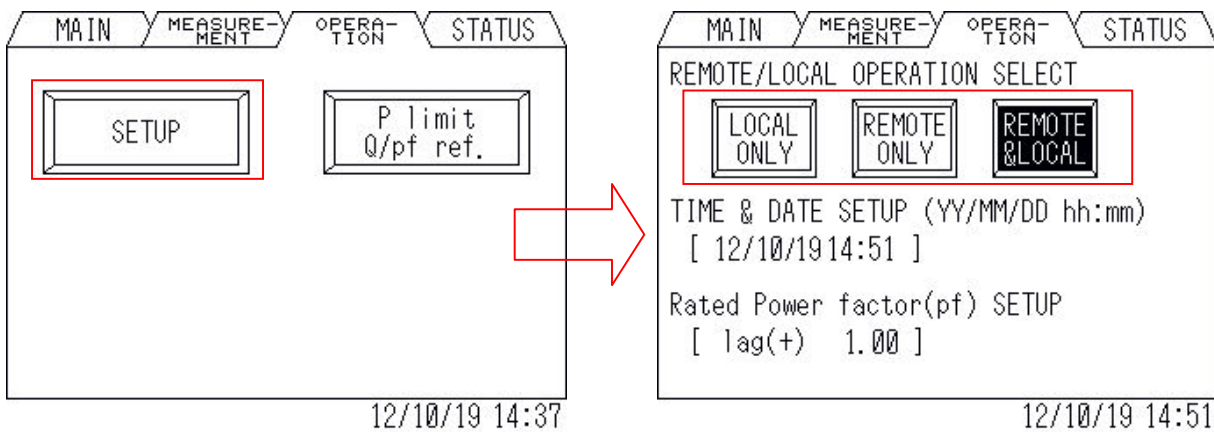 MAIN
MEASURE-
MENT
OPERA-
TION
STATUS
SETUP
P limit
Q/pf ref.
12/10/19 14:37
MAIN
MEASURE-
MENT
OPERA-
TION
STATUS
REMOTE/LOCAL OPERATION SELECT
LOCAL
ONLY
REMOTE
ONLY
REMOTE
&LOCAL
TIME & DATE SETUP (YY/MM/DD hh:mm)
[ 12/10/19 14:51 ]
Rated Power factor(pf) SETUP
[ lag(+) 1.00 ]
12/10/19 14:51